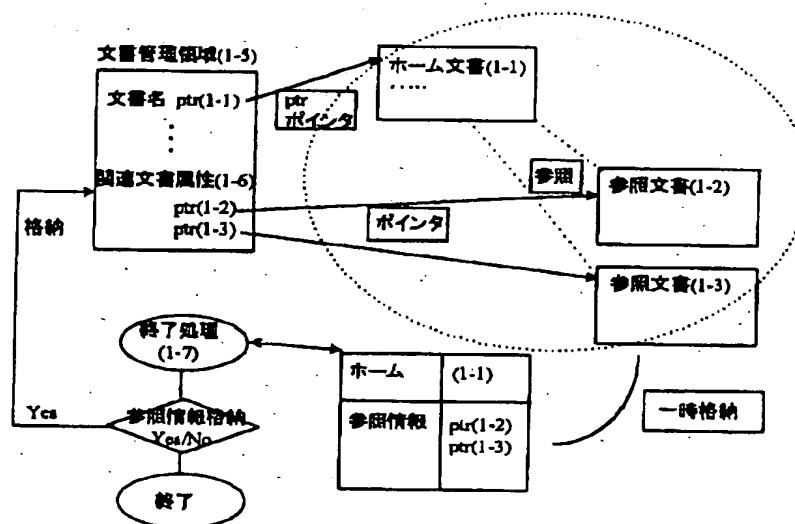 文書管理領域(1-5)
文書名 ptr(1-1)
関連文書属性(1-6)
ptr(1-2)
ptr(1-3)
ptr
ポインタ
ホーム文書(1-1)
.....
参照
参照文書(1-2)
ポインタ
参照文書(1-3)
格納
終了処理
(1-7)
ホーム (1-1)
参照情報 ptr(1-2)
ptr(1-3)
一時格納
Yes
参照情報格納
Yes/No
終了